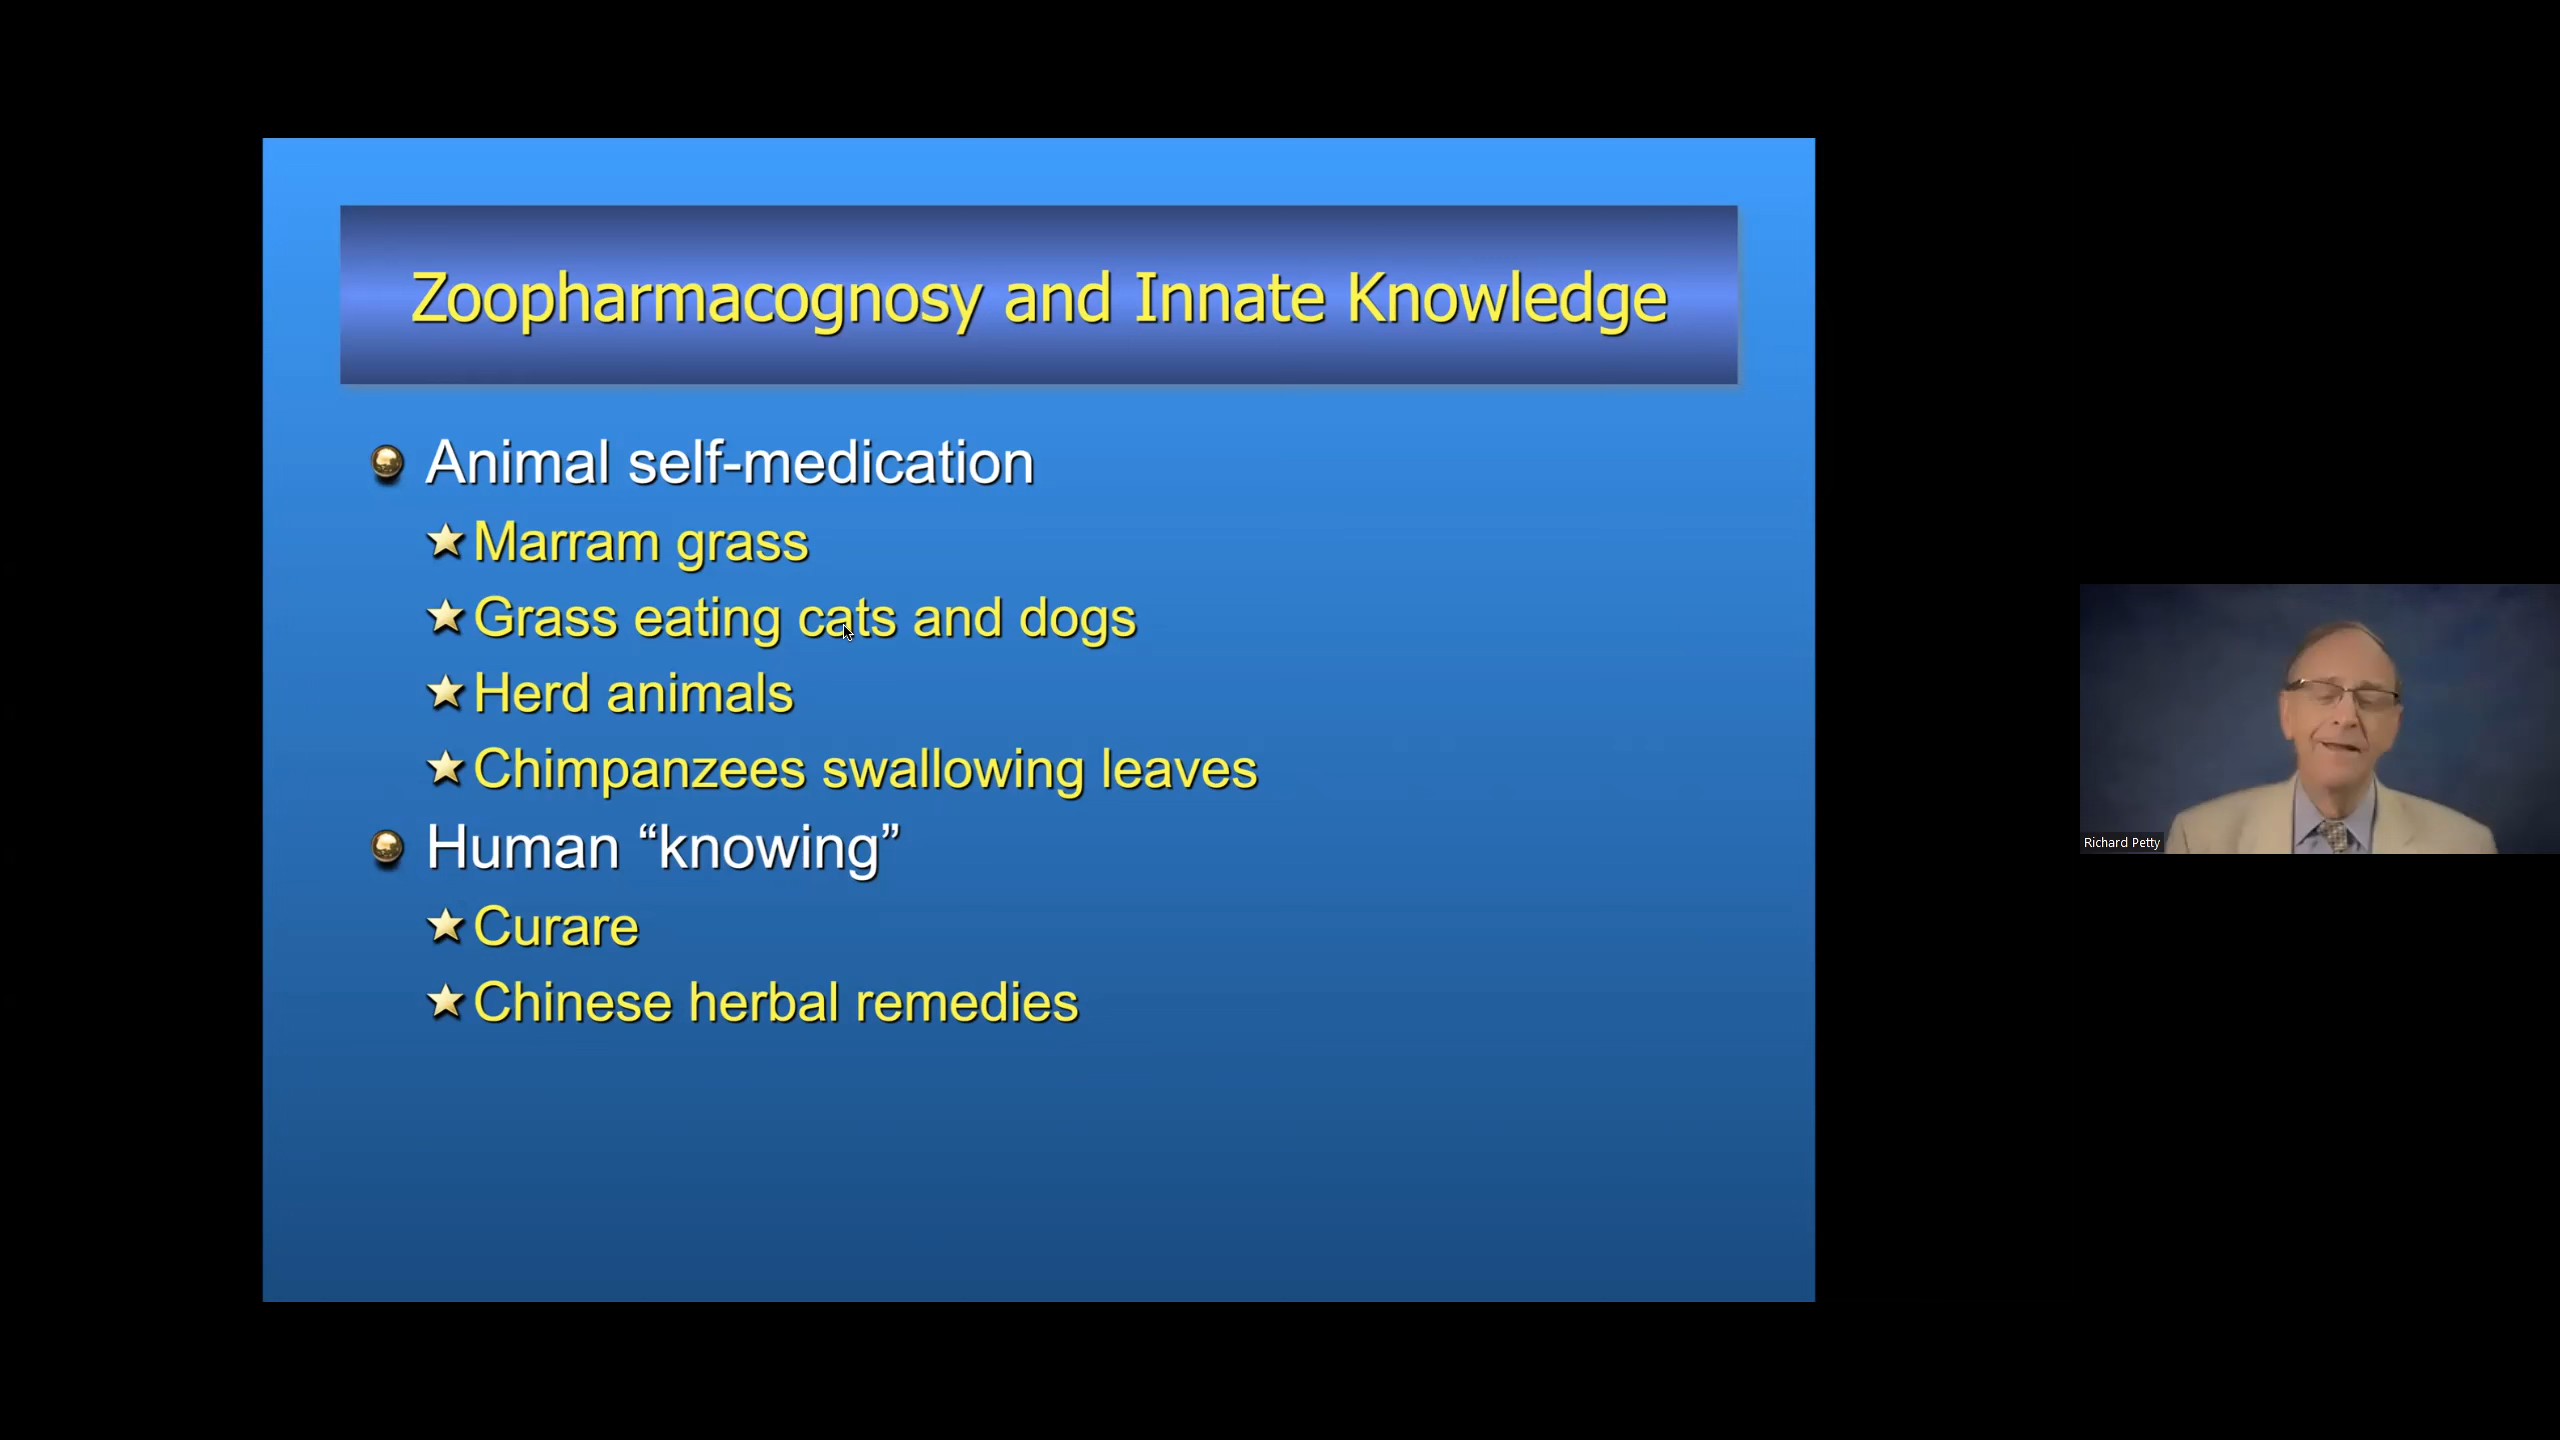 Zoopharmacognosy and Innate Knowledge
Animal self-medication
Marram grass
Grass eating cats and dogs
Herd animals
Chimpanzees swallowing leaves
Human “knowing”
Curare
Chinese herbal remedies
Richard Petty